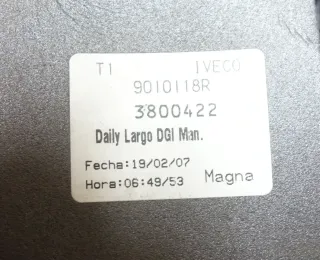 T1 IVECO
9010118R
3800422
Daily Largo DGI Man.
Fecha:19/02/07
Hora:06:49/53 Magna